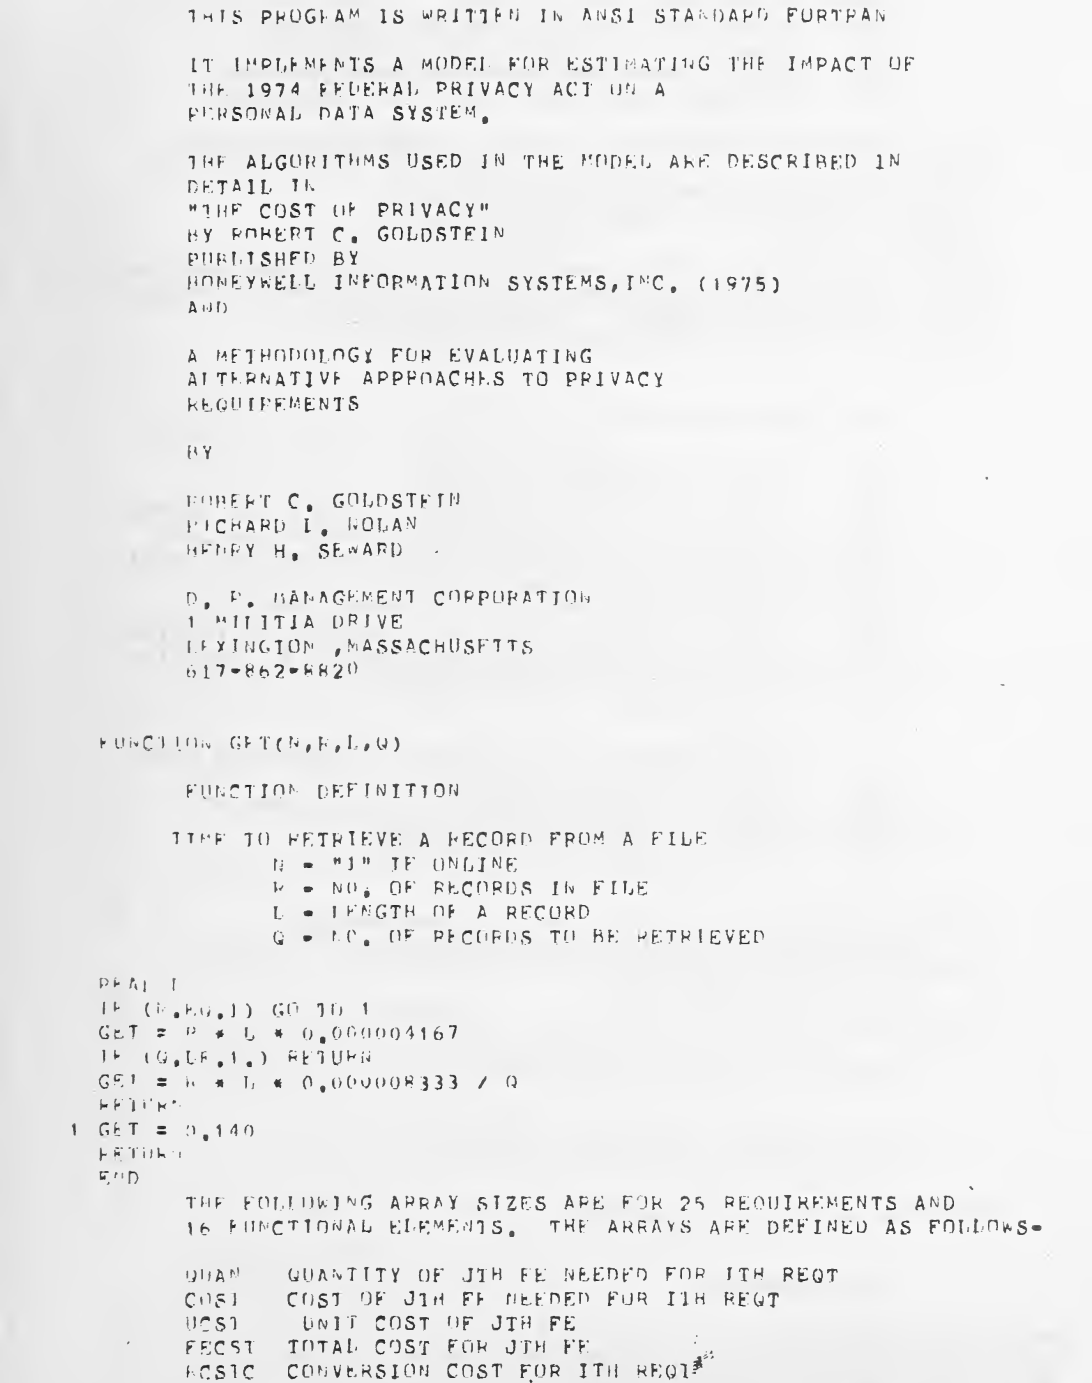 THIS PROGRAM IS WRITTEN IN ANSI STANDARD FORTRAN
IT IMPLEMENTS A MODEL FOR ESTIMATING THE IMPACT OF
THE 1974 FEDERAL PRIVACY ACT ON A
PERSONAL DATA SYSTEM.
THE ALGORITHMS USED IN THE MODEL ARE DESCRIBED IN
DETAIL IN
"THE COST OF PRIVACY"
BY ROBERT C. GOLDSTEIN
PUBLISHED BY
HONEYWELL INFORMATION SYSTEMS,INC. (1975)
AND
A METHODOLOGY FOR EVALUATING
ALTERNATIVE APPROACHES TO PRIVACY
REQUIREMENTS
BY
ROBERT C. GOLDSTEIN
RICHARD L. NOLAN
HENRY H. SEWARD
D. P. MANAGEMENT CORPORATION
1 MILITIA DRIVE
LEXINGTON ,MASSACHUSETTS
617-862-8820
FUNCTION GET(N,R,L,Q)
FUNCTION DEFINITION
TIME TO RETRIEVE A RECORD FROM A FILE
N - "1" IF ONLINE
R - NO. OF RECORDS IN FILE
L - LENGTH OF A RECORD
Q - NO. OF RECORDS TO BE RETRIEVED
REAL L
IF (N.EQ.1) GO TO 1
GET = R * L * 0.000004167
IF (Q.LE.1.) RETURN
GET = R * L * 0.000008333 / Q
RETURN
1 GET = 0.140
RETURN
END
THE FOLLOWING ARRAY SIZES ARE FOR 25 REQUIREMENTS AND
16 FUNCTIONAL ELEMENTS. THE ARRAYS ARE DEFINED AS FOLLOWS-
QUAN QUANTITY OF JTH FE NEEDED FOR ITH REQT
COST COST OF JTH FE NEEDED FOR ITH REQT
UCST UNIT COST OF JTH FE
FECST TOTAL COST FOR JTH FE
RCSTC CONVERSION COST FOR ITH REQT